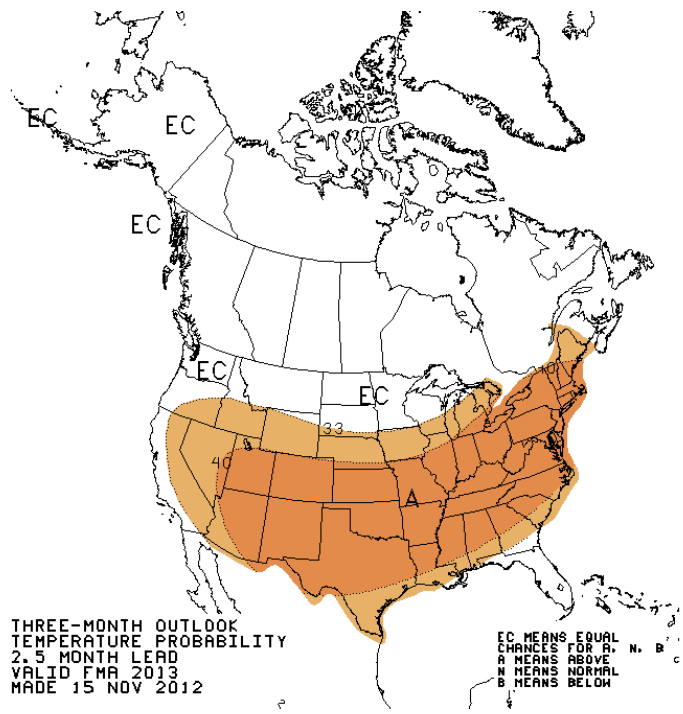 EC
EC
EC
EC
EC
33
40
A
THREE-MONTH OUTLOOK
TEMPERATURE PROBABILITY
2.5 MONTH LEAD
VALID FMA 2013
MADE 15 NOV 2012
EC MEANS EQUAL
CHANCES FOR A, N, B
A MEANS ABOVE
N MEANS NORMAL
B MEANS BELOW